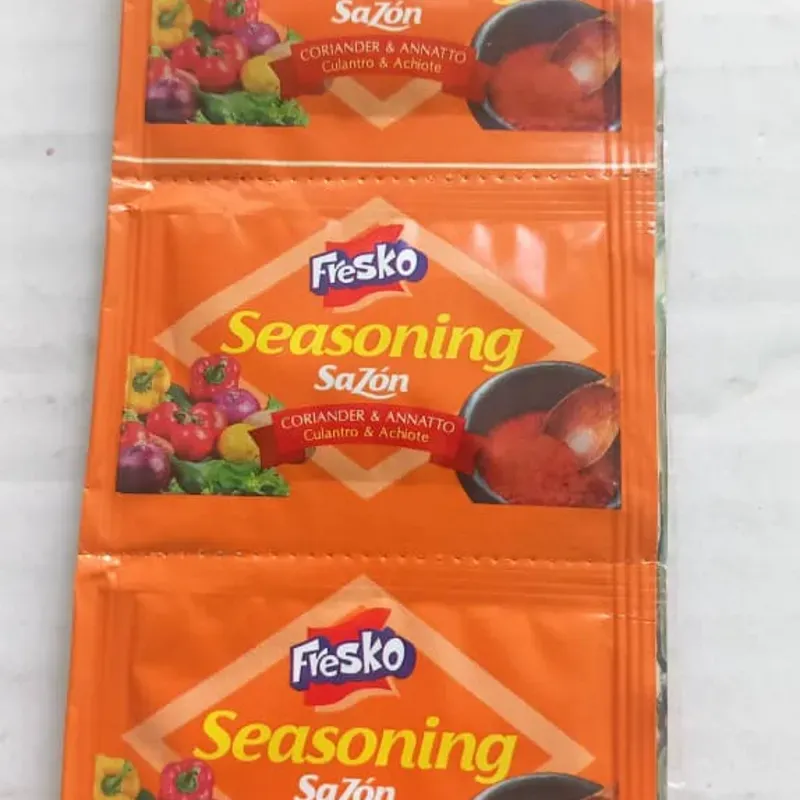 SaZón
CORIANDER & ANNATTO
Culantro & Achiote
FreSko
Seasoning
SaZón
CORIANDER & ANNATTO
Culantro & Achiote
FreSko
Seasoning
SaZón